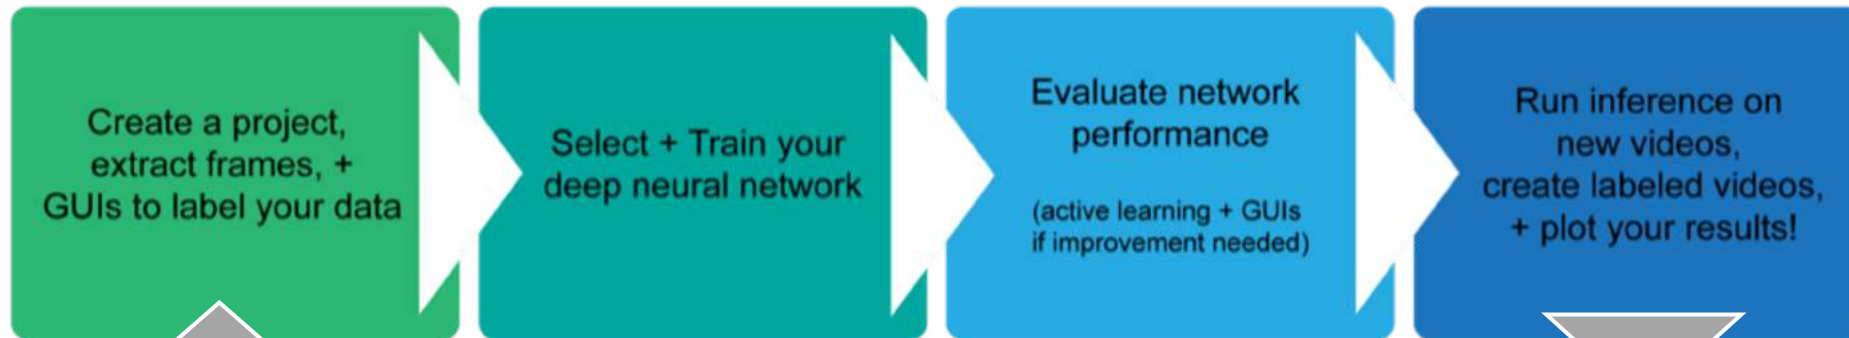 Create a project,
extract frames, +
GUIs to label your data
Select + Train your
deep neural network
Evaluate network
performance
(active learning + GUIs
if improvement needed)
Run inference on
new videos,
create labeled videos,
+ plot your results!